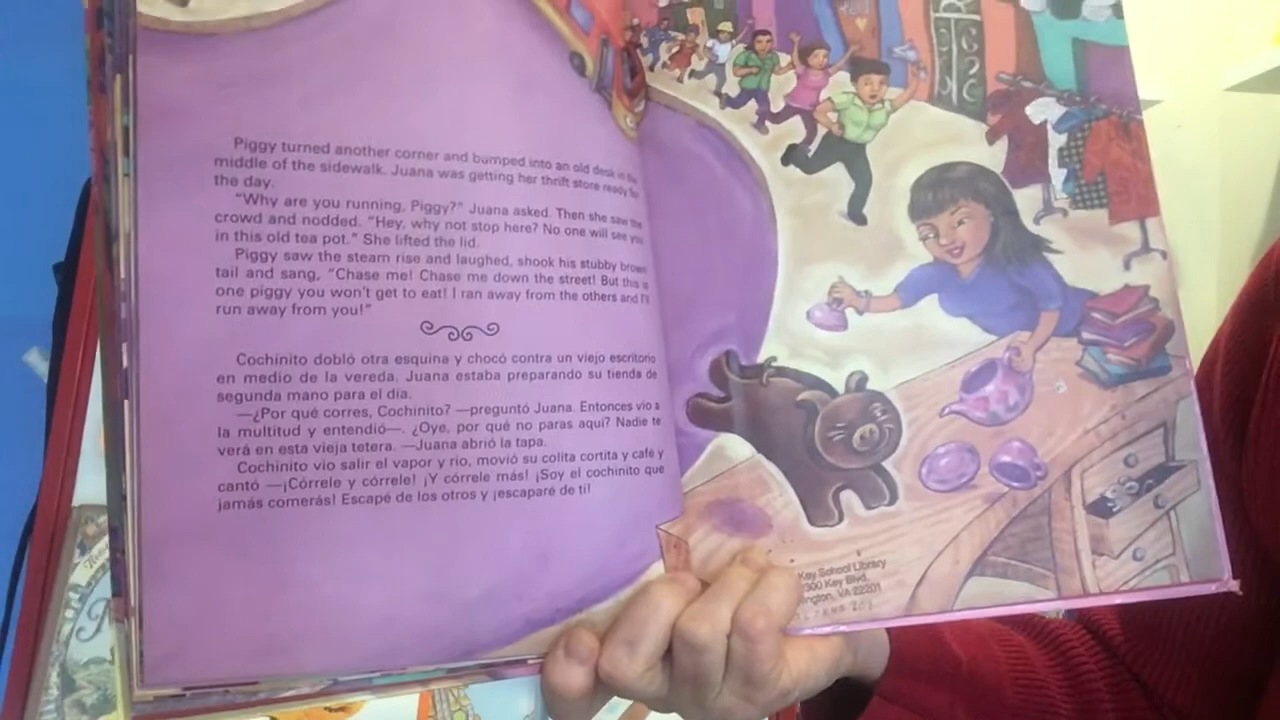 Piggy turned another corner and bumped into an old desk in the
middle of the sidewalk. Juana was getting her thrift store ready for
the day.
“Why are you running, Piggy?” Juana asked. Then she saw the
crowd and nodded. “Hey, why not stop here? No one will see you
in this old tea pot.” She lifted the lid.
Piggy saw the steam rise and laughed, shook his stubby brown
tail and sang, “Chase me! Chase me down the street! But this is
one piggy you won’t get to eat! I ran away from the others and I’ll
run away from you!”
Cochinito dobló otra esquina y chocó contra un viejo escritorio
en medio de la vereda. Juana estaba preparando su tienda de
segunda mano para el día.
—¿Por qué corres, Cochinito? —preguntó Juana. Entonces vio a
la multitud y entendió—. ¿Oye, por qué no paras aquí? Nadie te
verá en esta vieja tetera. —Juana abrió la tapa.
Cochinito vio salir el vapor y rio, movió su colita cortita y café y
cantó —¡Córrele y córrele! ¡Y córrele más! ¡Soy el cochinito que
jamás comerás! Escapé de los otros y ¡escaparé de ti!
Key School Library
2300 Key Blvd.
VA 22201